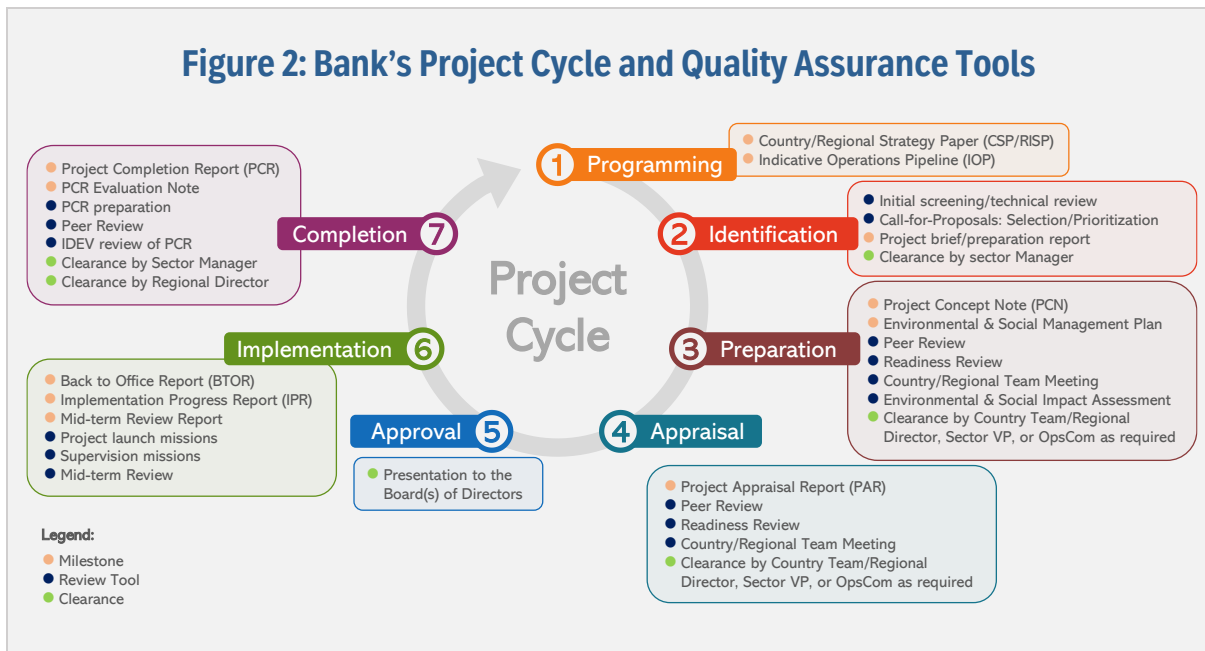 Figure 2: Bank's Project Cycle and Quality Assurance Tools
1 Programming
Country/Regional Strategy Paper (CSP/RISP)
Indicative Operations Pipeline (IOP)
2 Identification
Initial screening/technical review
Call-for-Proposals: Selection/Prioritization
Project brief/preparation report
Clearance by sector Manager
3 Preparation
Project Concept Note (PCN)
Environmental & Social Management Plan
Peer Review
Readiness Review
Country/Regional Team Meeting
Environmental & Social Impact Assessment
Clearance by Country Team/Regional
Director, Sector VP, or OpsCom as required
4 Appraisal
Project Appraisal Report (PAR)
Peer Review
Readiness Review
Country/Regional Team Meeting
Clearance by Country Team/Regional
Director, Sector VP, or OpsCom as required
Approval 5
Presentation to the
Board(s) of Directors
Implementation 6
Back to Office Report (BTOR)
Implementation Progress Report (IPR)
Mid-term Review Report
Project launch missions
Supervision missions
Mid-term Review
Completion 7
Project Completion Report (PCR)
PCR Evaluation Note
PCR preparation
Peer Review
IDEV review of PCR
Clearance by Sector Manager
Clearance by Regional Director
Project
Cycle
Legend:
Milestone
Review Tool
Clearance